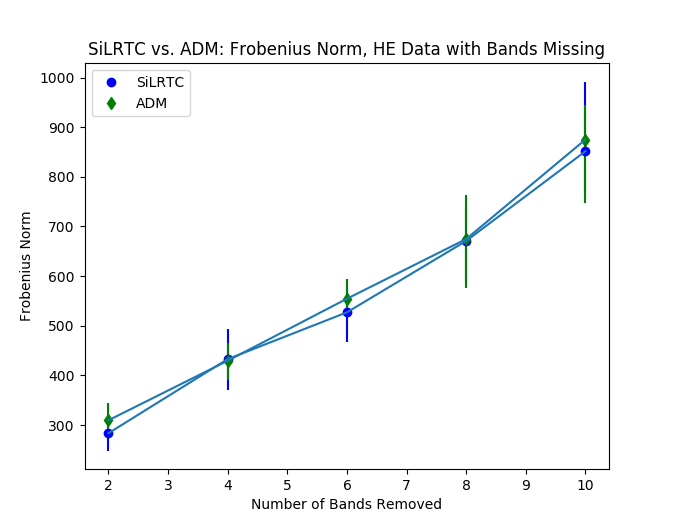 SiLRTC vs. ADM: Frobenius Norm, HE Data with Bands Missing
SiLRTC
ADM
1000
900
800
700
600
500
400
300
Frobenius Norm
2 3 4 5 6 7 8 9 10
Number of Bands Removed